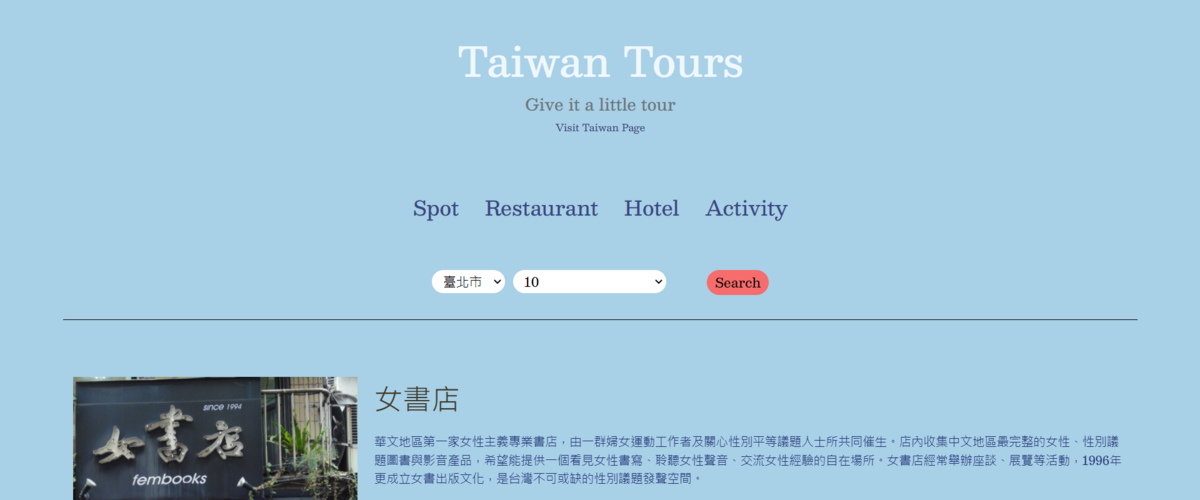 Taiwan Tours
Give it a little tour
Visit Taiwan Page
Spot Restaurant Hotel Activity
臺北市 10 Search
since 1994
女書店
fembooks
女書店
華文地區第一家女性主義專業書店，由一群婦女運動工作者及關心性別平等議題人士所共同催生。店內收集中文地區最完整的女性、性別議
題圖書與影音產品，希望能提供一個看見女性書寫、聆聽女性聲音、交流女性經驗的自在場所。女書店經常舉辦座談、展覽等活動，1996年
更成立女書出版文化，是台灣不可或缺的性別議題發聲空間。